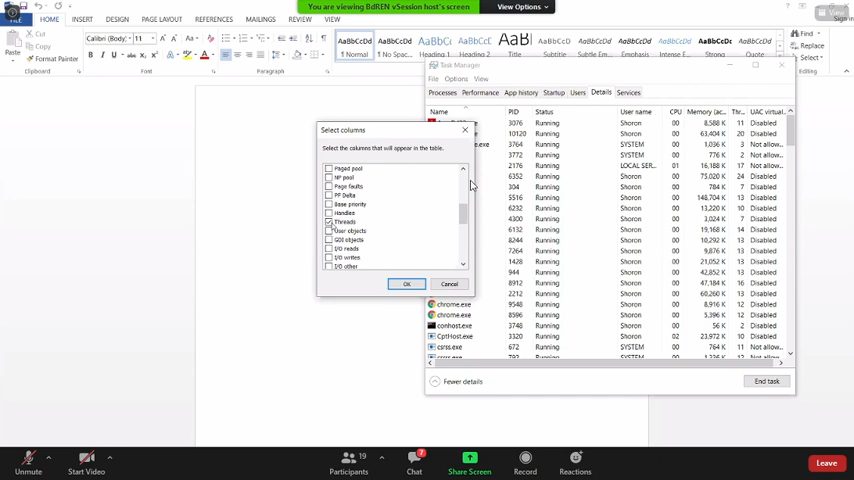 You are viewing BdREN vSession host's screen
View Options
View
Sign in
FILE HOME INSERT DESIGN PAGE LAYOUT REFERENCES MAILINGS REVIEW VIEW
Cut
Copy
Format Painter
Paste
Clipboard
Calibri (Body) 11
Font
Paragraph
AaBbCcDd AaBbCcDd AaBbCc AaBbCcC AaBl AaBbCcC AaBbCcDd AaBbCcDd AaBbCcDd AaBbCcDc AaBbCcDd
1 Normal 1 No Spac... Heading 1 Heading 2 Title Subtitle Subtle Em... Emphasis Intense E... Strong Quote
Find
Replace
Select
Editing
Task Manager
File Options View
Processes Performance App history Startup Users Details Services
Name PID Status User name CPU Memory (ac... Thr... UAC virtual...
3076 Running Shoron 00 8,588 K 11 Disabled
10120 Running Shoron 00 63,404 K 20 Disabled
3764 Running SYSTEM 00 1,036 K 3 Not allow...
3772 Running SYSTEM 00 776 K 2 Not allow...
2176 Running LOCAL SER... 01 16,188 K 17 Not allow...
6352 Running Shoron 00 75,020 K 24 Disabled
304 Running Shoron 00 784 K 7 Disabled
5516 Running Shoron 00 148,704 K 13 Disabled
6232 Running Shoron 00 13,220 K 10 Disabled
4300 Running Shoron 00 3,024 K 7 Disabled
6132 Running Shoron 00 19,168 K 14 Disabled
8244 Running Shoron 00 10,292 K 13 Disabled
7264 Running Shoron 00 9,876 K 13 Disabled
1428 Running Shoron 00 21,052 K 13 Disabled
944 Running Shoron 00 42,852 K 13 Disabled
8912 Running Shoron 00 47,184 K 16 Disabled
2212 Running Shoron 00 60,260 K 13 Disabled
chrome.exe 9548 Running Shoron 00 8,916 K 12 Disabled
chrome.exe 8596 Running Shoron 00 5,396 K 12 Disabled
conhost.exe 3748 Running Shoron 00 56 K 2 Disabled
CptHost.exe 3320 Running Shoron 02 23,972 K 10 Disabled
csrss.exe 672 Running SYSTEM 00 764 K 11 Not allow...
Fewer details
End task
Select columns
Select the columns that will appear in the table.
Paged pool
NP pool
Page faults
PF Delta
Base priority
Handles
Threads
User objects
GDI objects
I/O reads
I/O writes
I/O other
OK Cancel
Unmute
Start Video
19
Participants
7
Chat
Share Screen
Record
Reactions
Leave